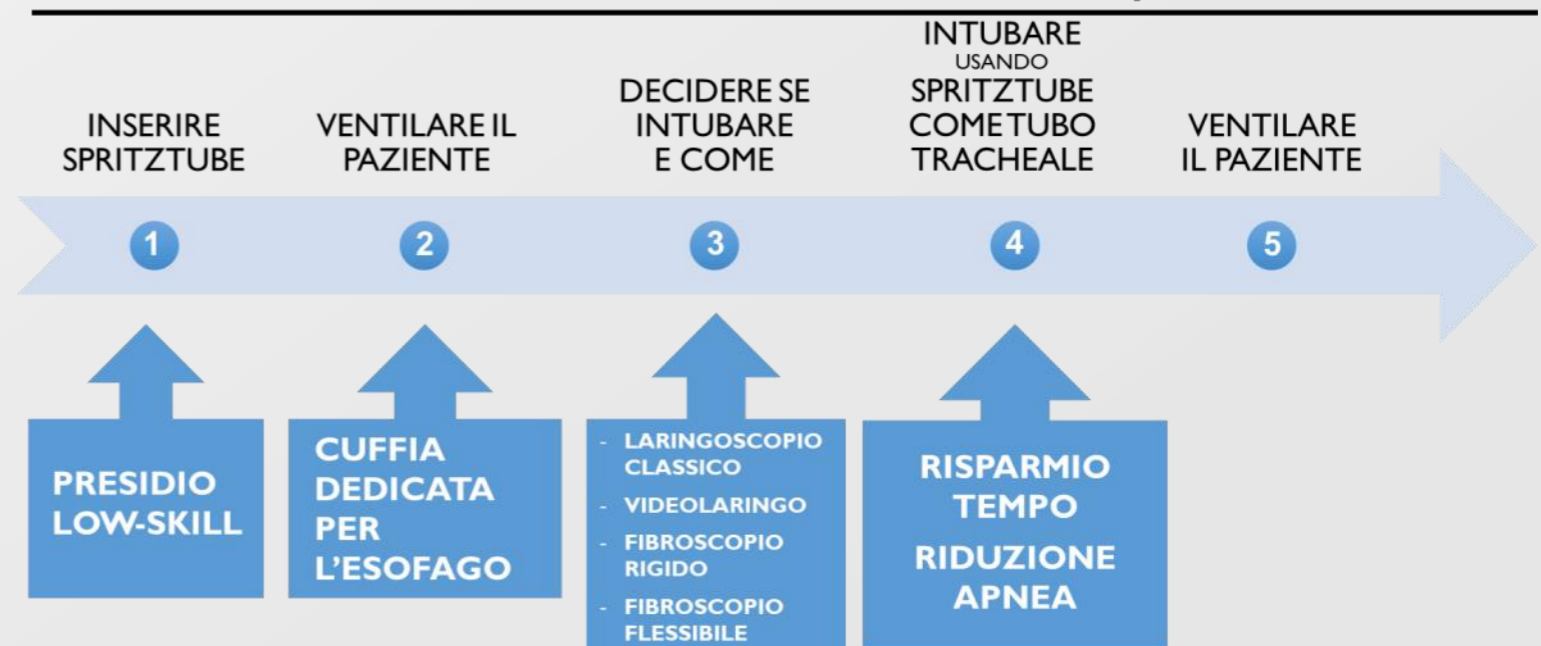 INSERIRE
SPRITZTUBE
VENTILARE IL
PAZIENTE
DECIDERE SE
INTUBARE
E COME
INTUBARE
USANDO
SPRITZTUBE
COME TUBO
TRACHEALE
VENTILARE
IL PAZIENTE
1
2
3
4
5
PRESIDIO
LOW-SKILL
CUFFIA
DEDICATA
PER
L'ESOFAGO
- LARINGOSCOPIO
CLASSICO
- VIDEOLARINGO
- FIBROSCOPIO
RIGIDO
- FIBROSCOPIO
FLESSIBILE
RISPARMIO
TEMPO
RIDUZIONE
APNEA